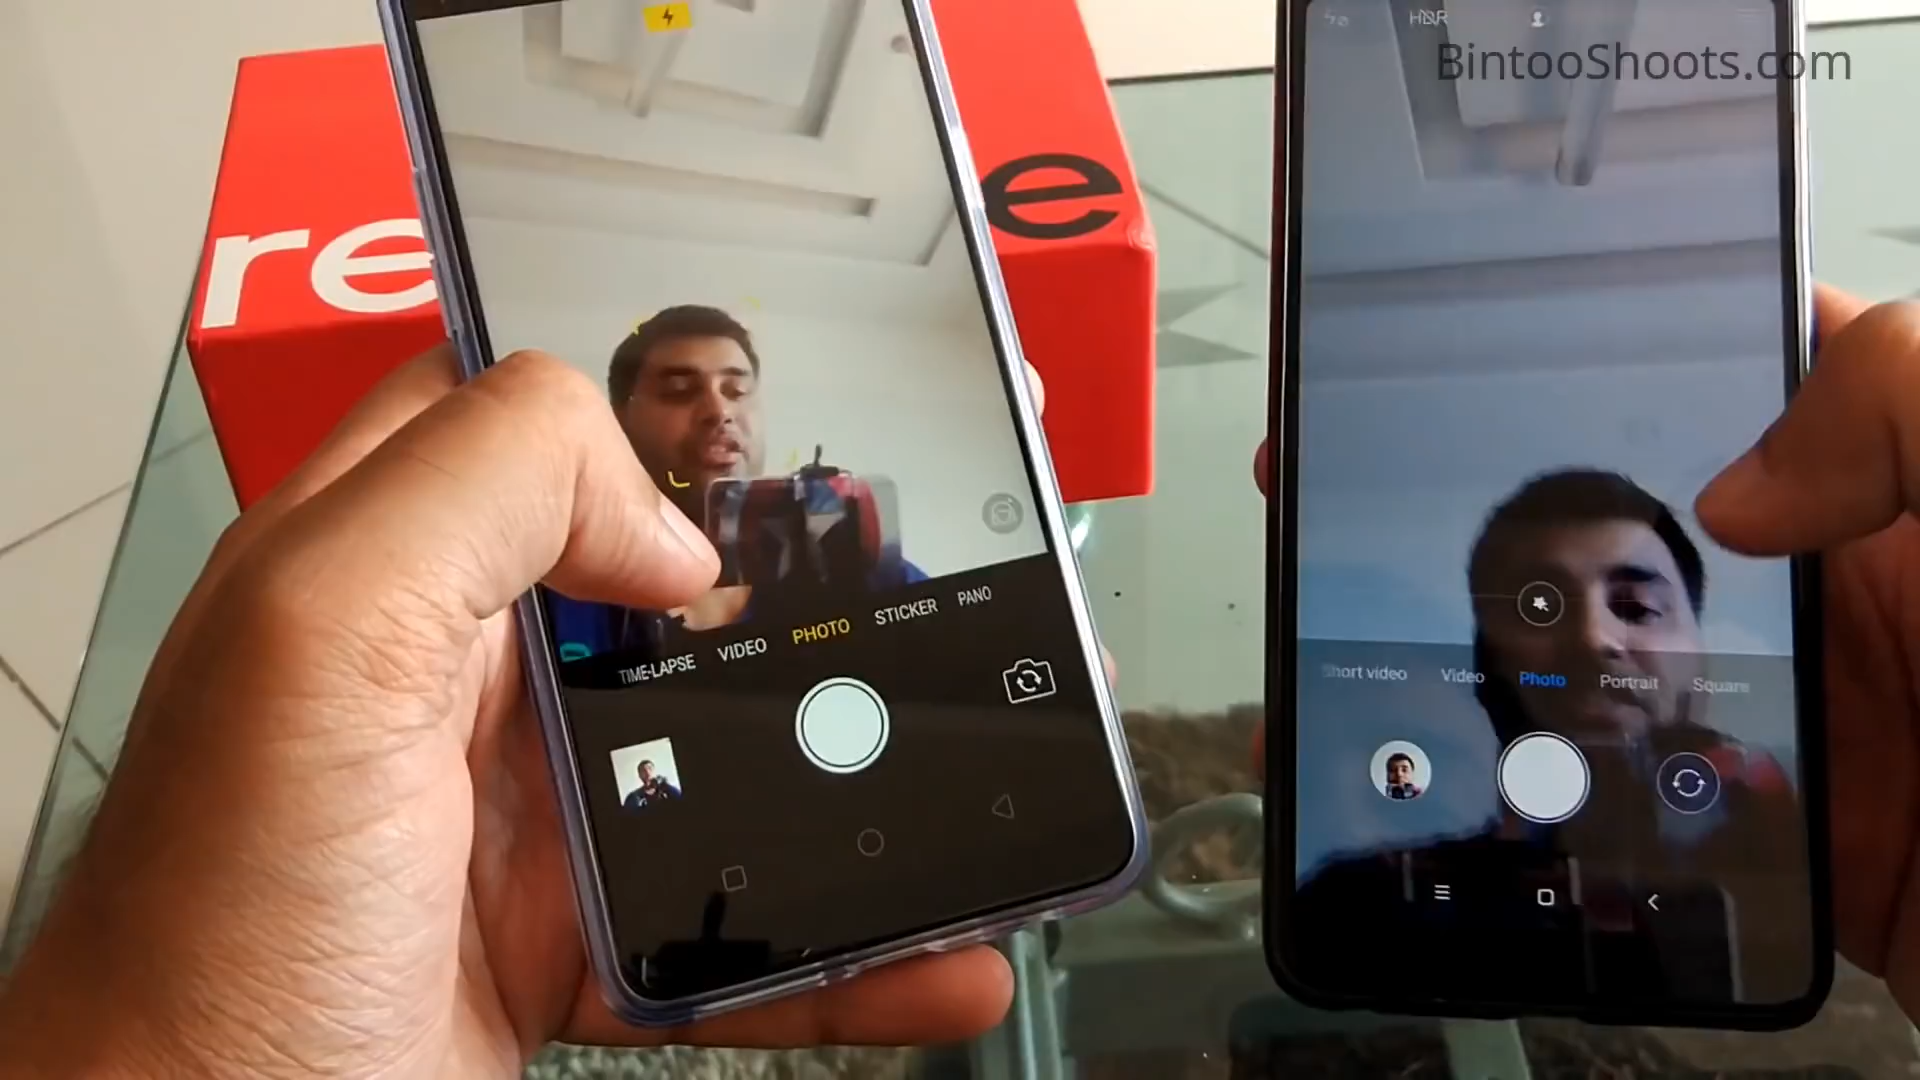 HDR
BintooShoots.com
re
e
TIME-LAPSE VIDEO PHOTO STICKER PANO
Short video Video Photo Portrait Square